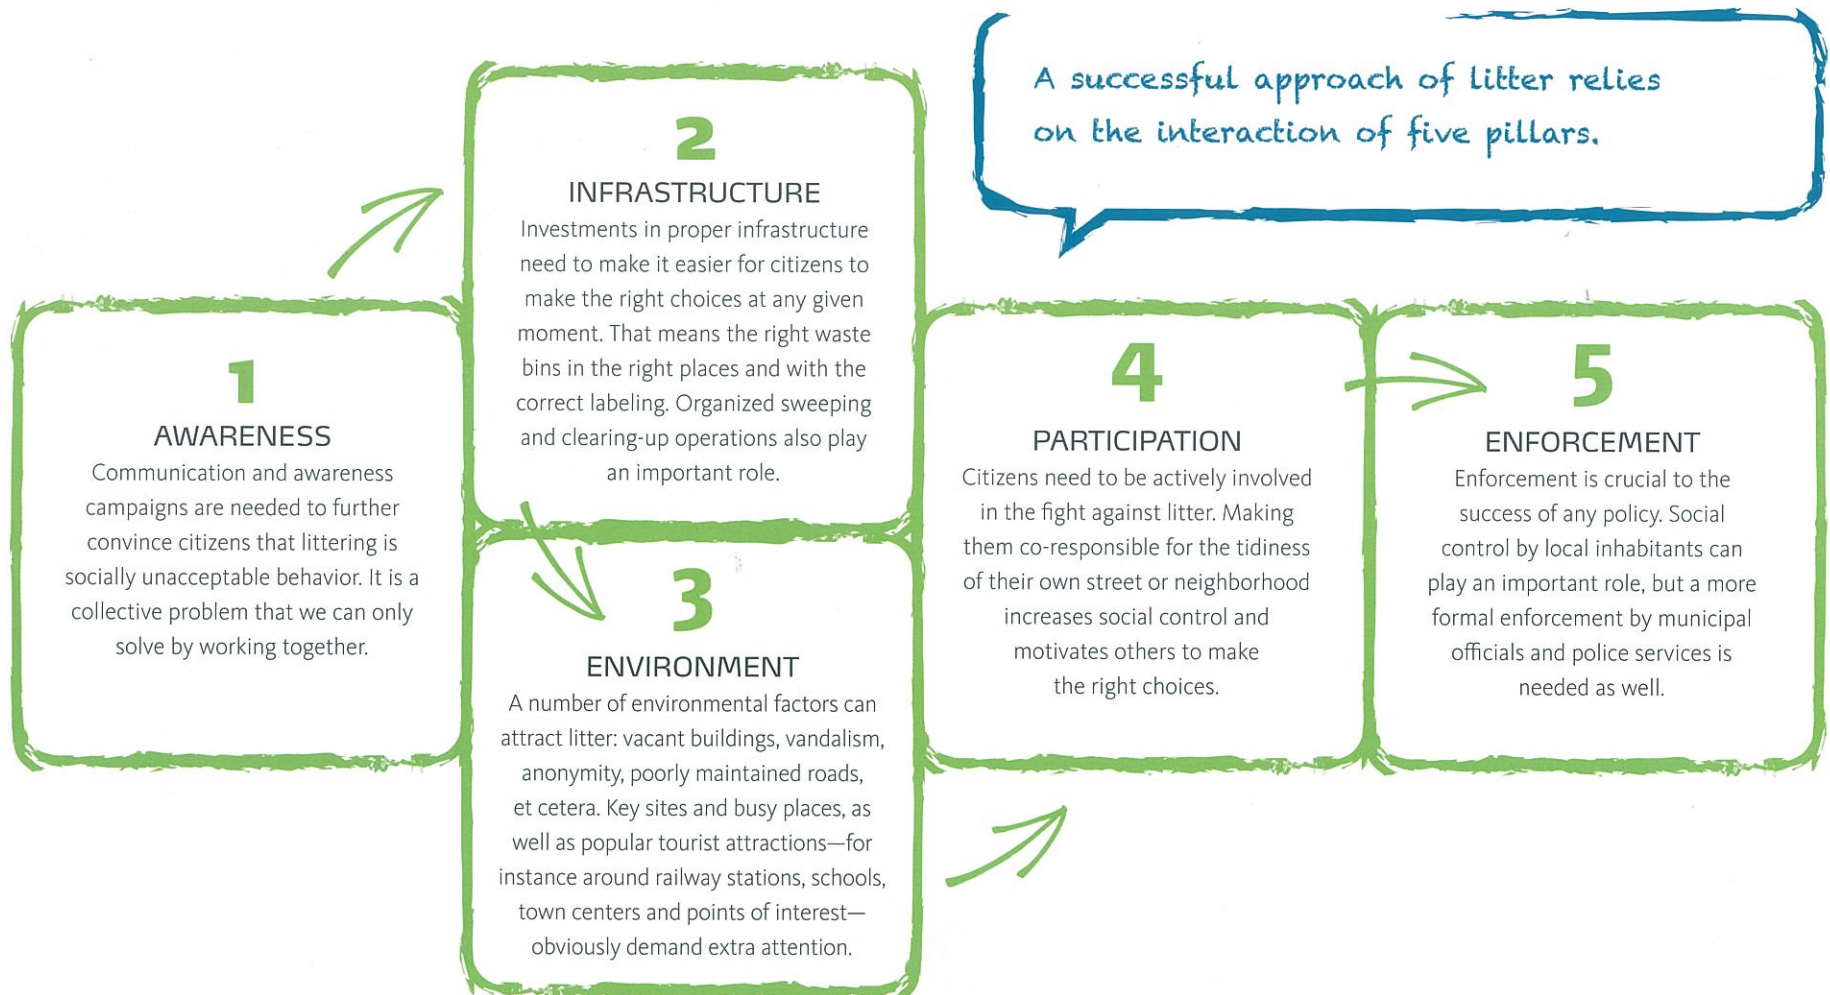 A successful approach of litter relies
on the interaction of five pillars.
1
AWARENESS
Communication and awareness
campaigns are needed to further
convince citizens that littering is
socially unacceptable behavior. It is a
collective problem that we can only
solve by working together.
2
INFRASTRUCTURE
Investments in proper infrastructure
need to make it easier for citizens to
make the right choices at any given
moment. That means the right waste
bins in the right places and with the
correct labeling. Organized sweeping
and clearing-up operations also play
an important role.
3
ENVIRONMENT
A number of environmental factors can
attract litter: vacant buildings, vandalism,
anonymity, poorly maintained roads,
et cetera. Key sites and busy places, as
well as popular tourist attractions—for
instance around railway stations, schools,
town centers and points of interest—
obviously demand extra attention.
4
PARTICIPATION
Citizens need to be actively involved
in the fight against litter. Making
them co-responsible for the tidiness
of their own street or neighborhood
increases social control and
motivates others to make
the right choices.
5
ENFORCEMENT
Enforcement is crucial to the
success of any policy. Social
control by local inhabitants can
play an important role, but a more
formal enforcement by municipal
officials and police services is
needed as well.